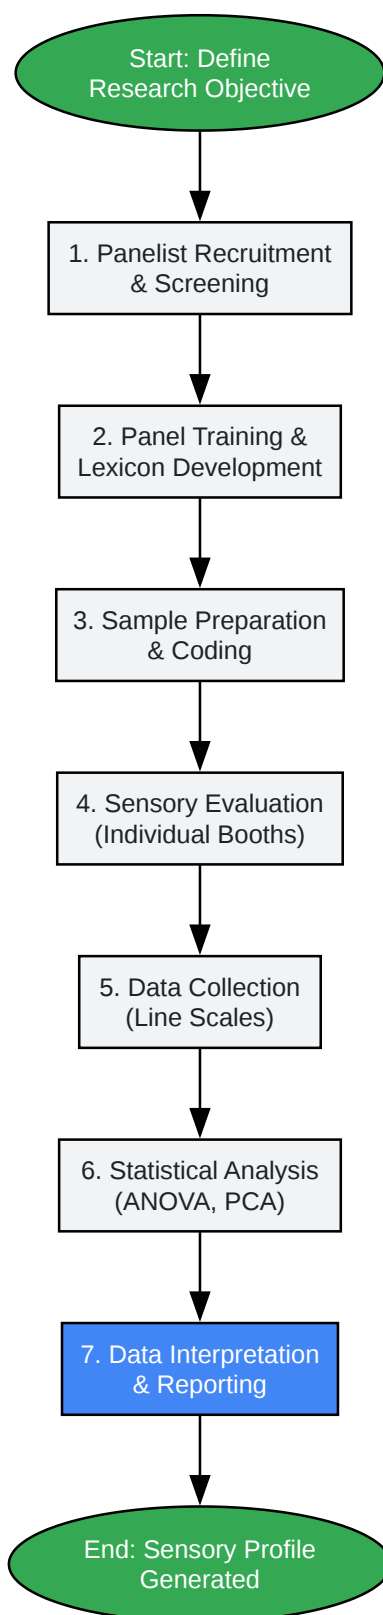 Start: Define
Research Objective
1. Panelist Recruitment
& Screening
2. Panel Training &
Lexicon Development
3. Sample Preparation
& Coding
4. Sensory Evaluation
(Individual Booths)
5. Data Collection
(Line Scales)
6. Statistical Analysis
(ANOVA, PCA)
7. Data Interpretation
& Reporting
End: Sensory Profile
Generated